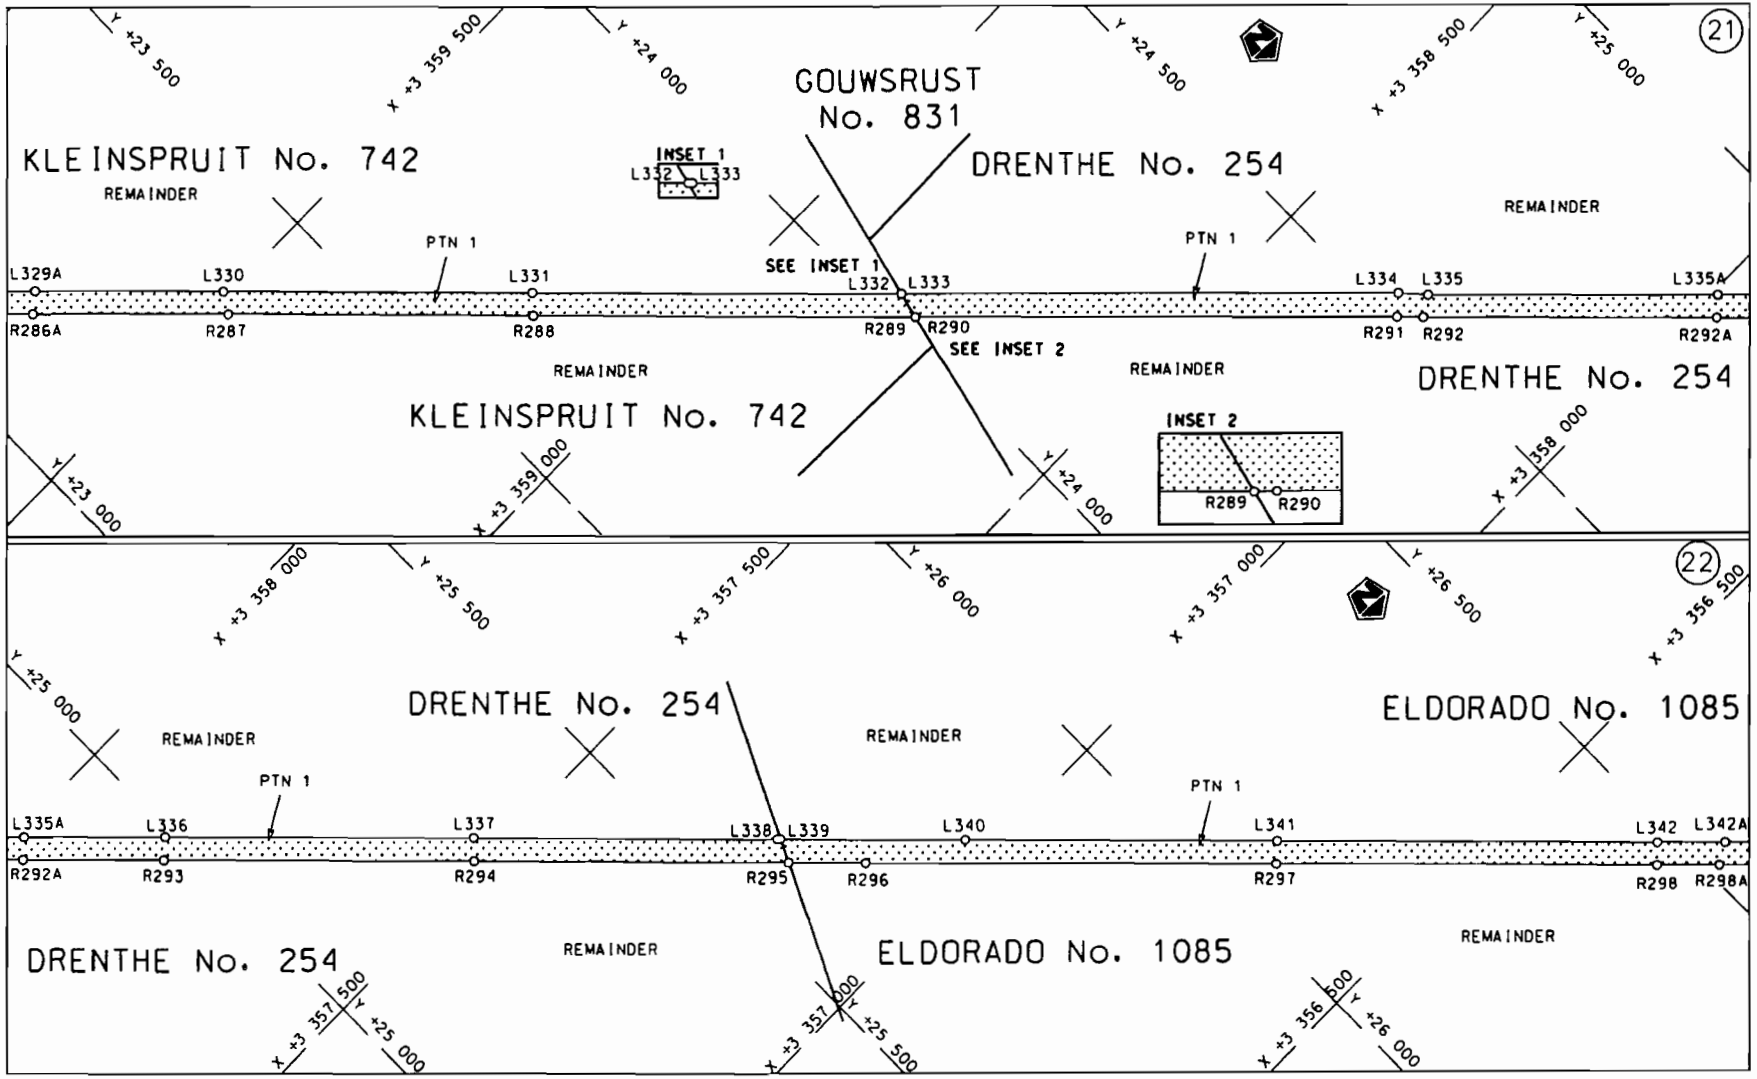 Y +23 500
X +3 359 500
Y +24 000
Y +24 500
X +3 358 500
Y +25 000
21
GOUWSRUST
No. 831
KLEINSPRUIT No. 742
REMAINDER
INSET 1
L332 L333
DRENTHE No. 254
REMAINDER
PTN 1
PTN 1
SEE INSET 1
L329A
L330
L331
L332
L333
L334
L335
L335A
R286A
R287
R288
R289
R290
R291
R292
R292A
SEE INSET 2
REMAINDER
REMAINDER
KLEINSPRUIT No. 742
DRENTHE No. 254
INSET 2
R289
R290
Y +23 000
X +3 359 000
Y +24 000
X +3 358 000
22
X +3 358 000
Y +25 500
X +3 357 500
Y +26 000
X +3 357 000
Y +26 500
X +3 356 500
Y +25 000
DRENTHE No. 254
ELDORADO No. 1085
REMAINDER
REMAINDER
PTN 1
PTN 1
L335A
L336
L337
L338
L339
L340
L341
L342
L342A
R292A
R293
R294
R295
R296
R297
R298
R298A
DRENTHE No. 254
REMAINDER
ELDORADO No. 1085
REMAINDER
X +3 357 500
Y +25 000
X +3 357 000
Y +25 500
X +3 356 500
Y +26 000